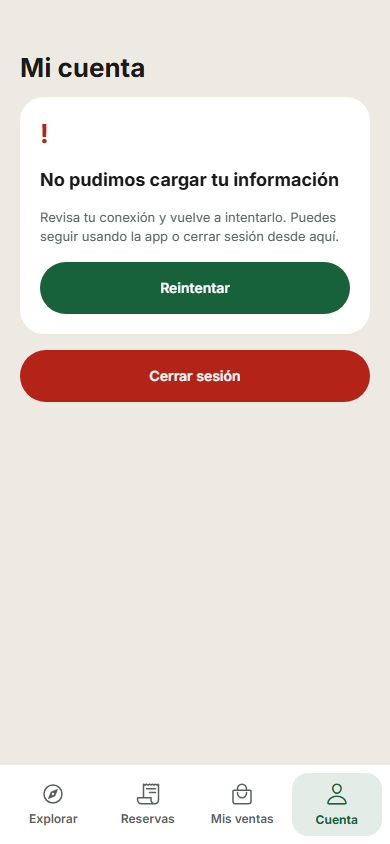 Mi cuenta
!
No pudimos cargar tu información
Revisa tu conexión y vuelve a intentarlo. Puedes
seguir usando la app o cerrar sesión desde aquí.
Reintentar
Cerrar sesión
Explorar
Reservas
Mis ventas
Cuenta